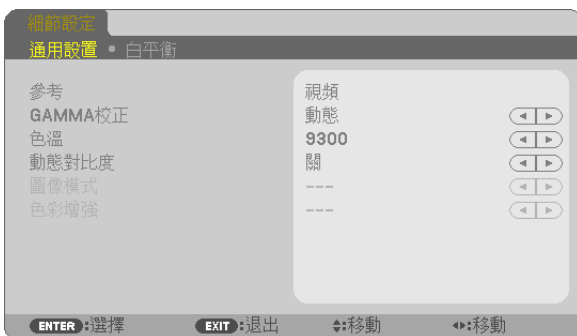 細節設定
通用設置 • 白平衡
參考 視頻
GAMMA校正 動態
色溫 9300
動態對比度 關
圖像模式 ---
色彩增強 ---
ENTER:選擇 EXIT:退出 :移動 :移動